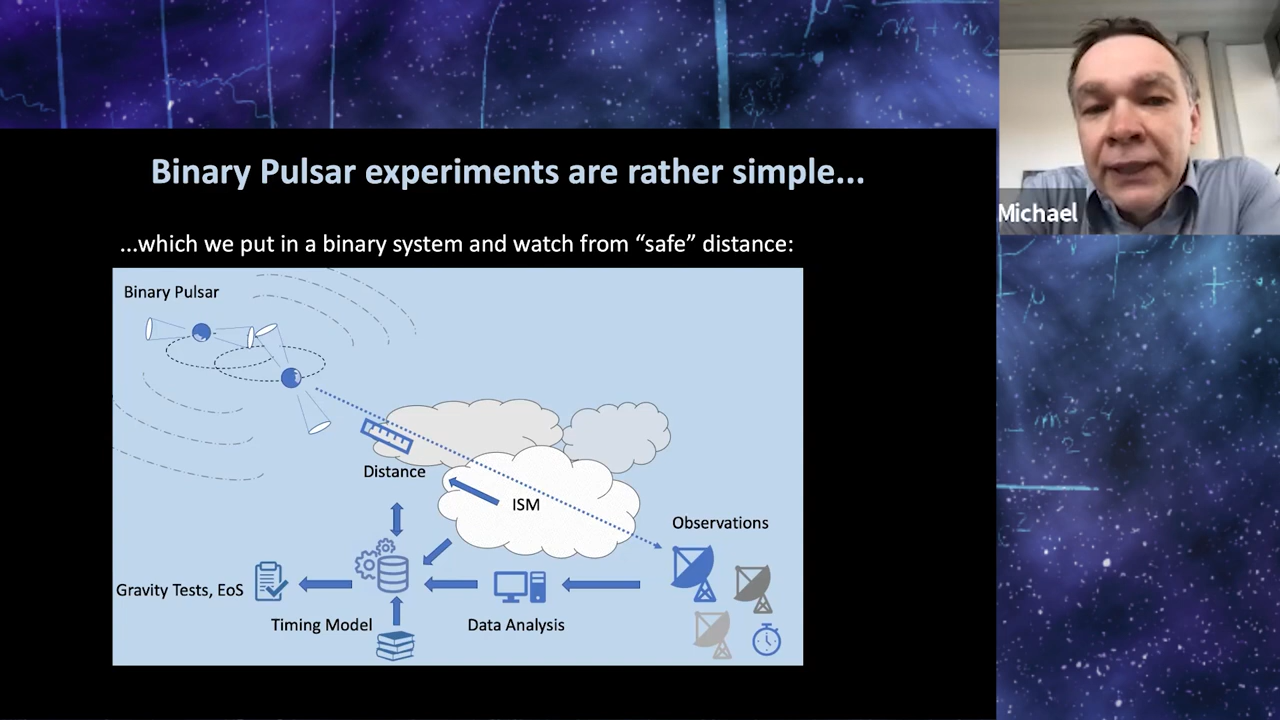 Binary Pulsar experiments are rather simple...
Michael
...which we put in a binary system and watch from “safe” distance:
Binary Pulsar
Distance
ISM
Observations
Gravity Tests, EoS
Timing Model
Data Analysis